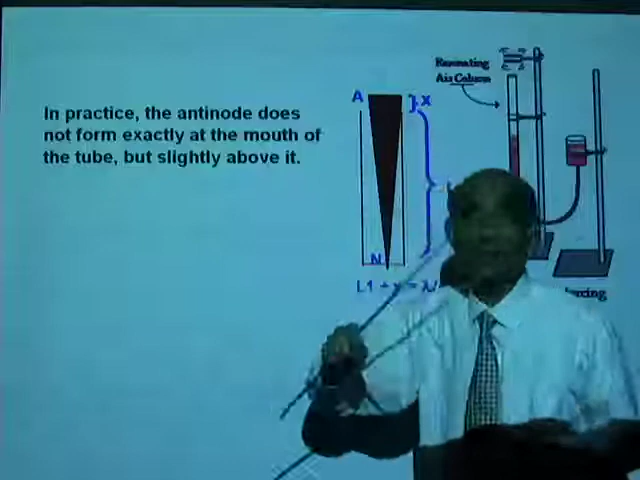 In practice, the antinode does
not form exactly at the mouth of
the tube, but slightly above it.
A
}x
Resonating
Air Column
N
L1 + x = λ/